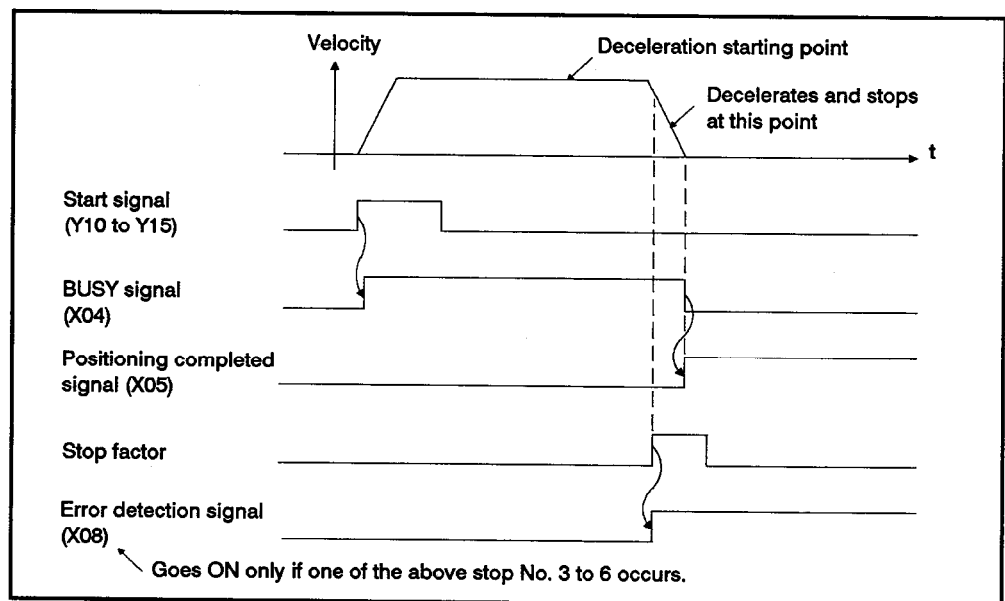 Velocity
Deceleration starting point
Decelerates and stops
at this point
t
Start signal
(Y10 to Y15)
BUSY signal
(X04)
Positioning completed
signal (X05)
Stop factor
Error detection signal
(X08)
Goes ON only if one of the above stop No. 3 to 6 occurs.